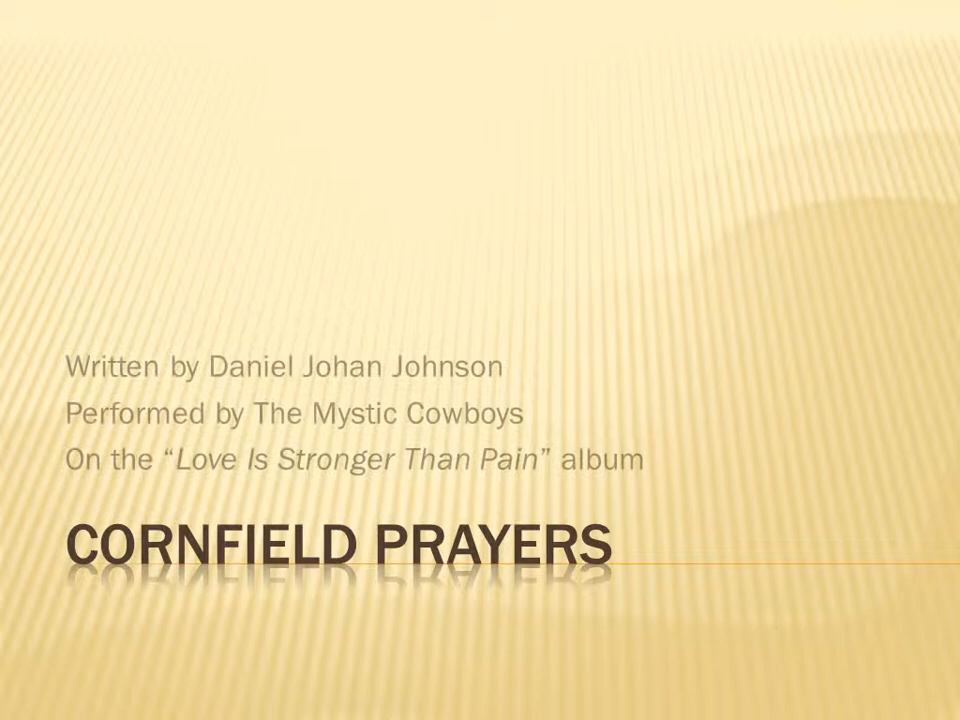 Written by Daniel Johan Johnson
Performed by The Mystic Cowboys
On the “Love Is Stronger Than Pain” album
CORNFIELD PRAYERS